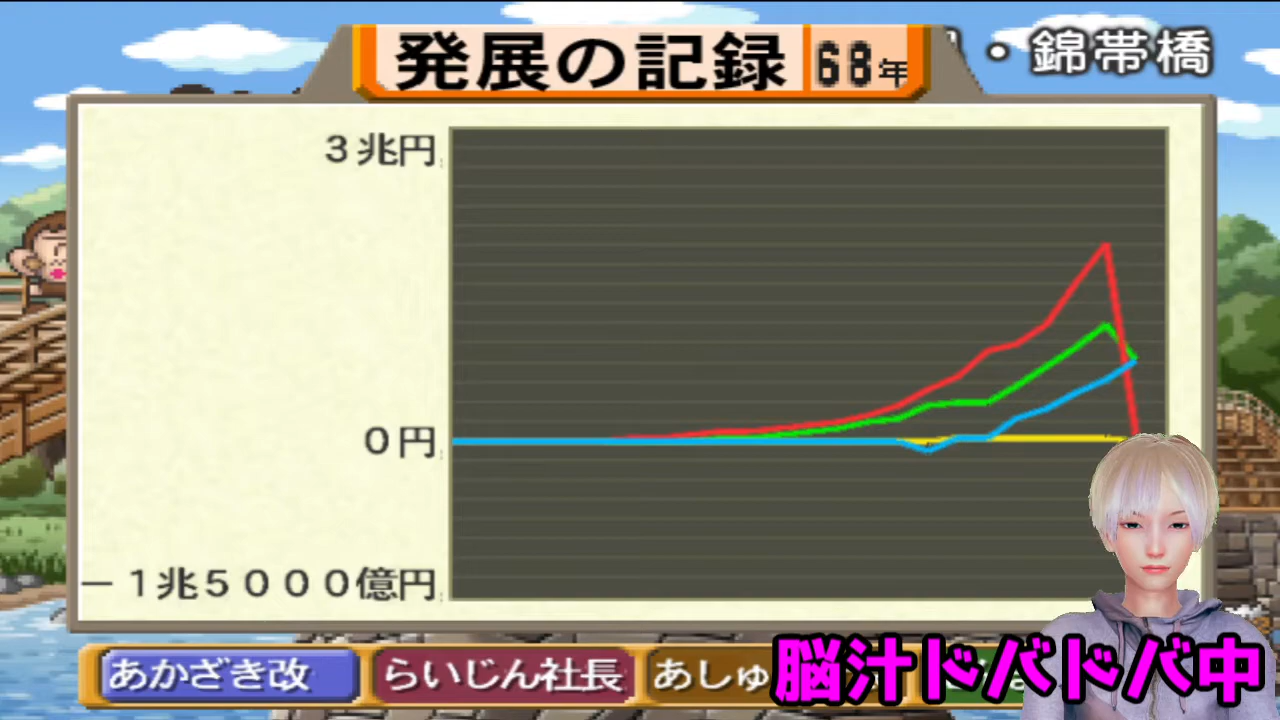 発展の記録 68年
・錦帯橋
3兆円
0円
-1兆5000億円
あかざき改 らいじん社長 あしゅ
脳汁ドバドバ中